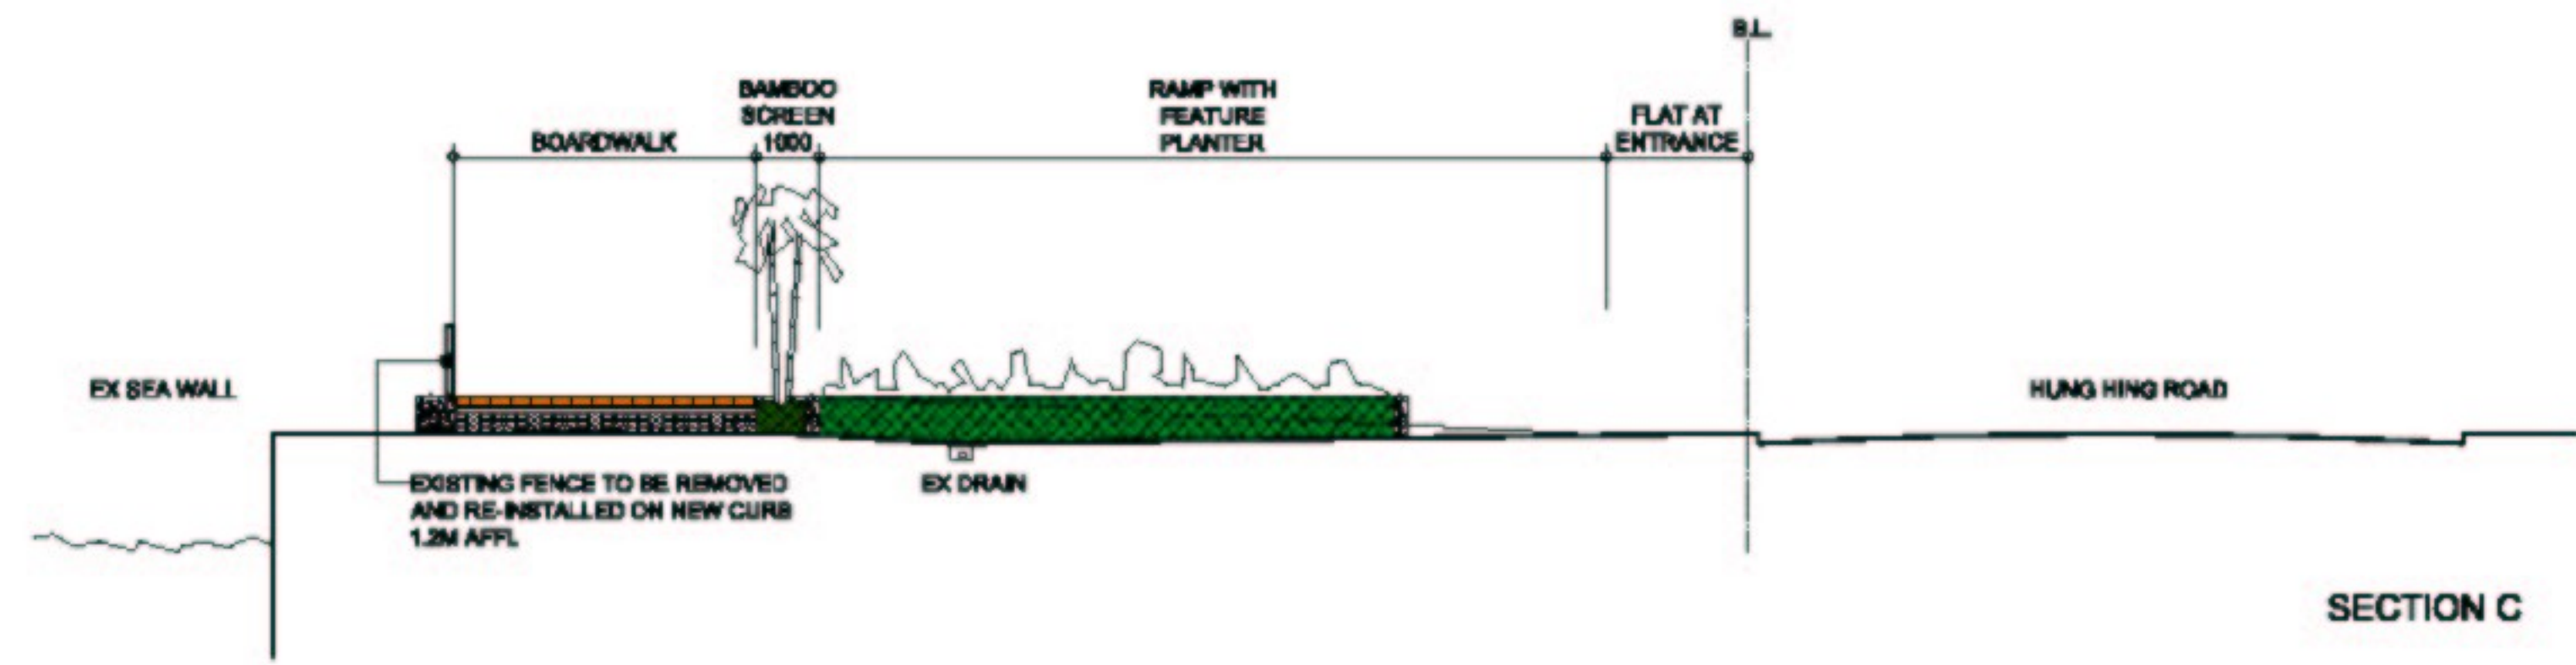 B.L.
BAMBOO
SCREEN
1000
RAMP WITH
FEATURE
PLANTER
FLAT AT
ENTRANCE
BOARDWALK
EX SEA WALL
HUNG HING ROAD
EXISTING FENCE TO BE REMOVED
AND RE-INSTALLED ON NEW CURB
1.2M AFFL
EX DRAIN
SECTION C